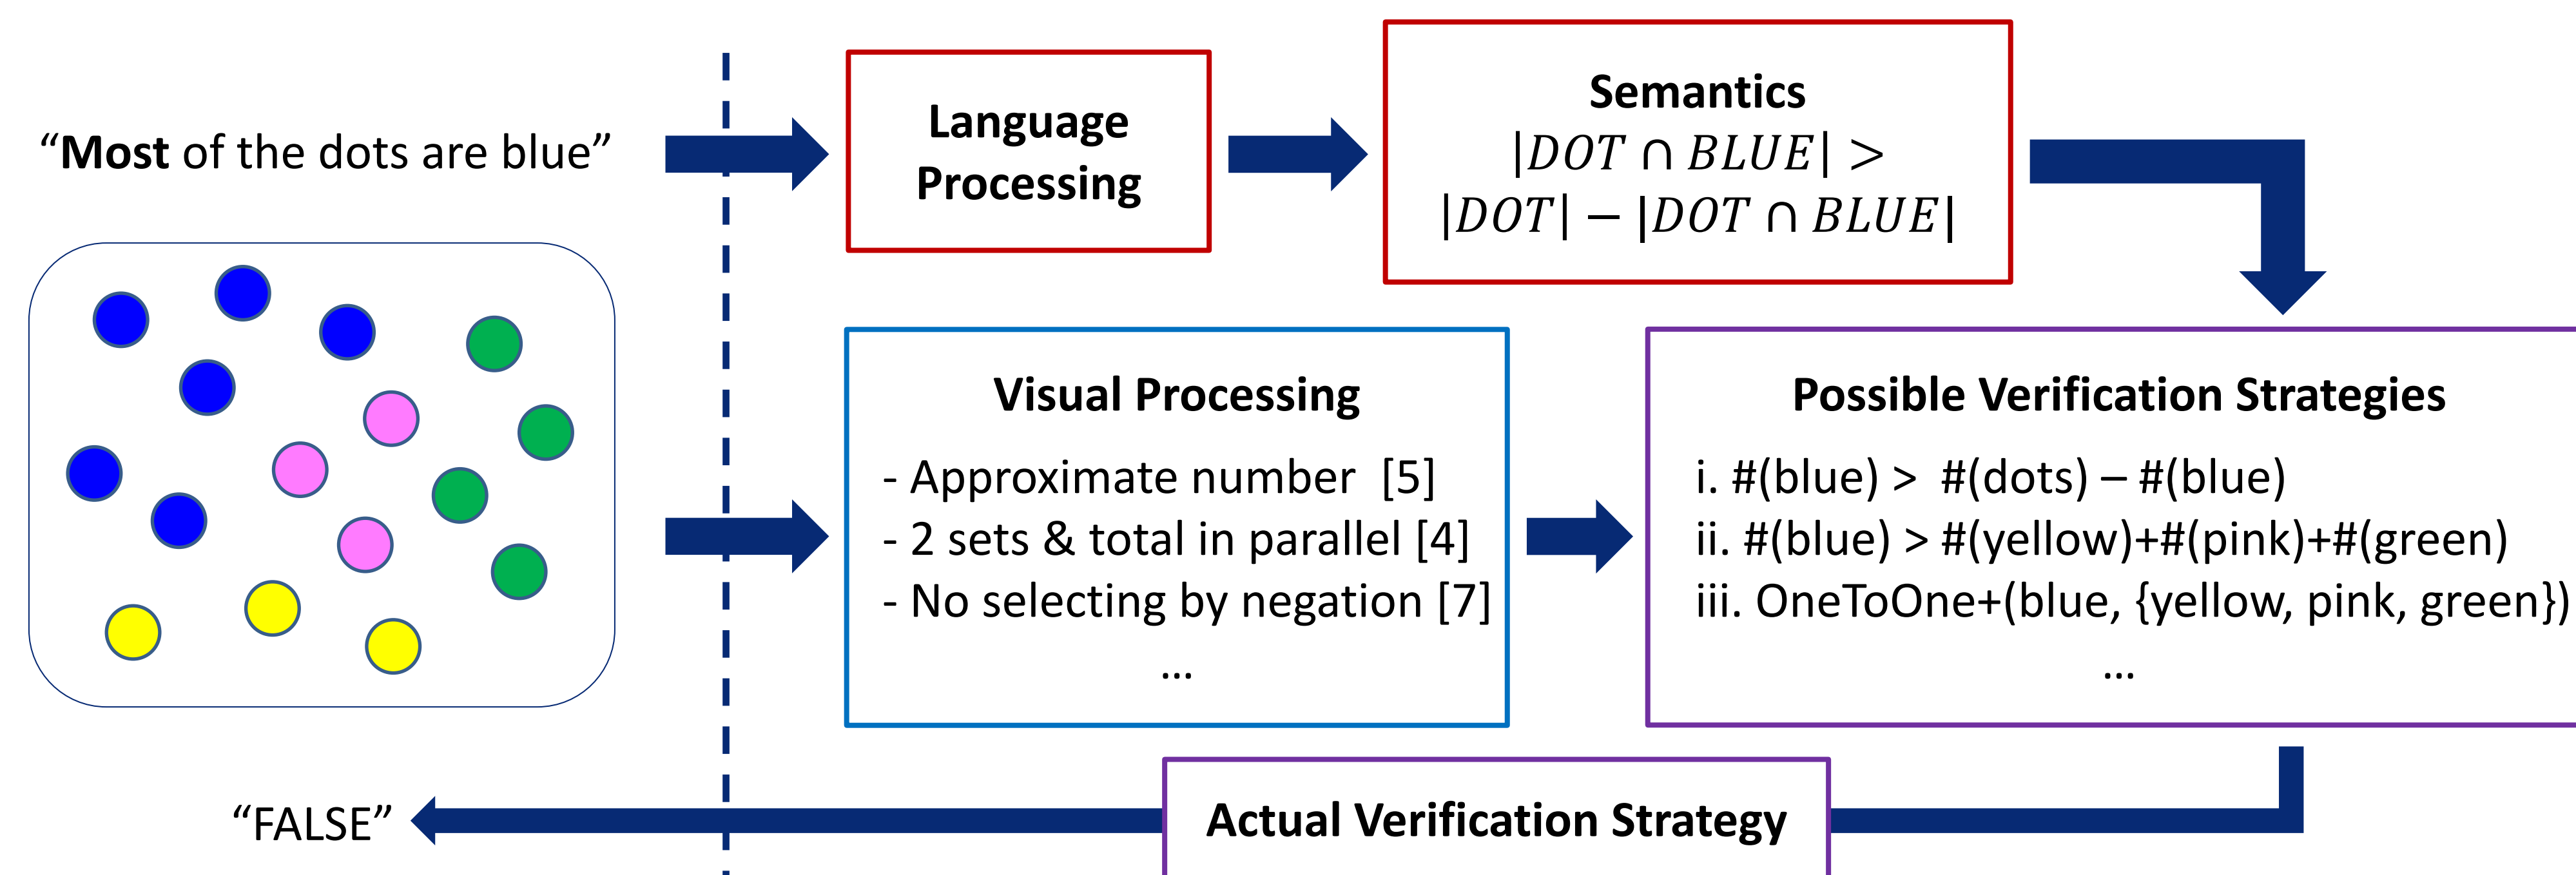 “Most of the dots are blue”
Language
Processing
Semantics
|DOT ∩ BLUE| >
|DOT| − |DOT ∩ BLUE|
Visual Processing
- Approximate number [5]
- 2 sets & total in parallel [4]
- No selecting by negation [7]
...
Possible Verification Strategies
i. #(blue) > #(dots) – #(blue)
ii. #(blue) > #(yellow)+#(pink)+#(green)
iii. OneToOne+(blue, {yellow, pink, green})
...
Actual Verification Strategy
“FALSE”